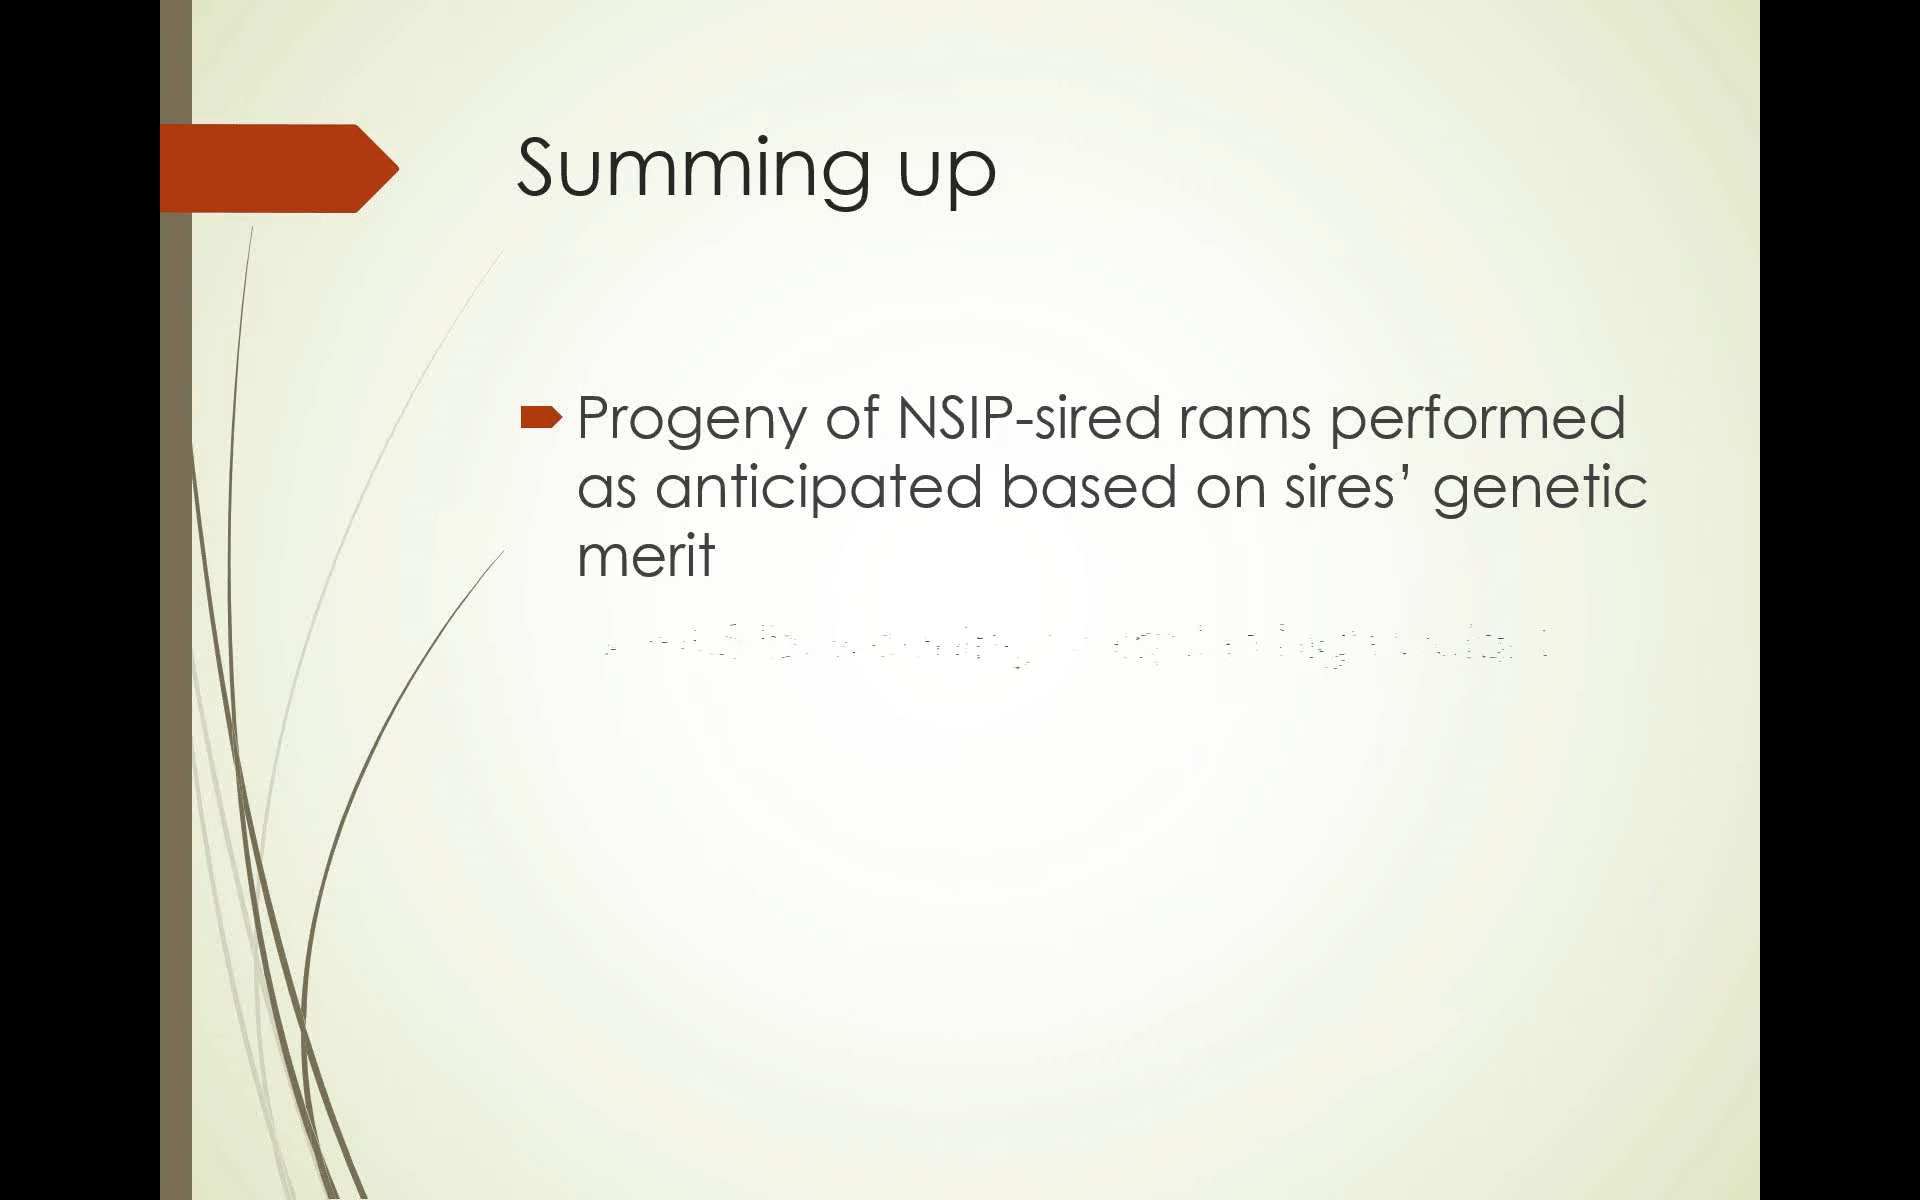 Summing up
Progeny of NSIP-sired rams performed
as anticipated based on sires’ genetic
merit